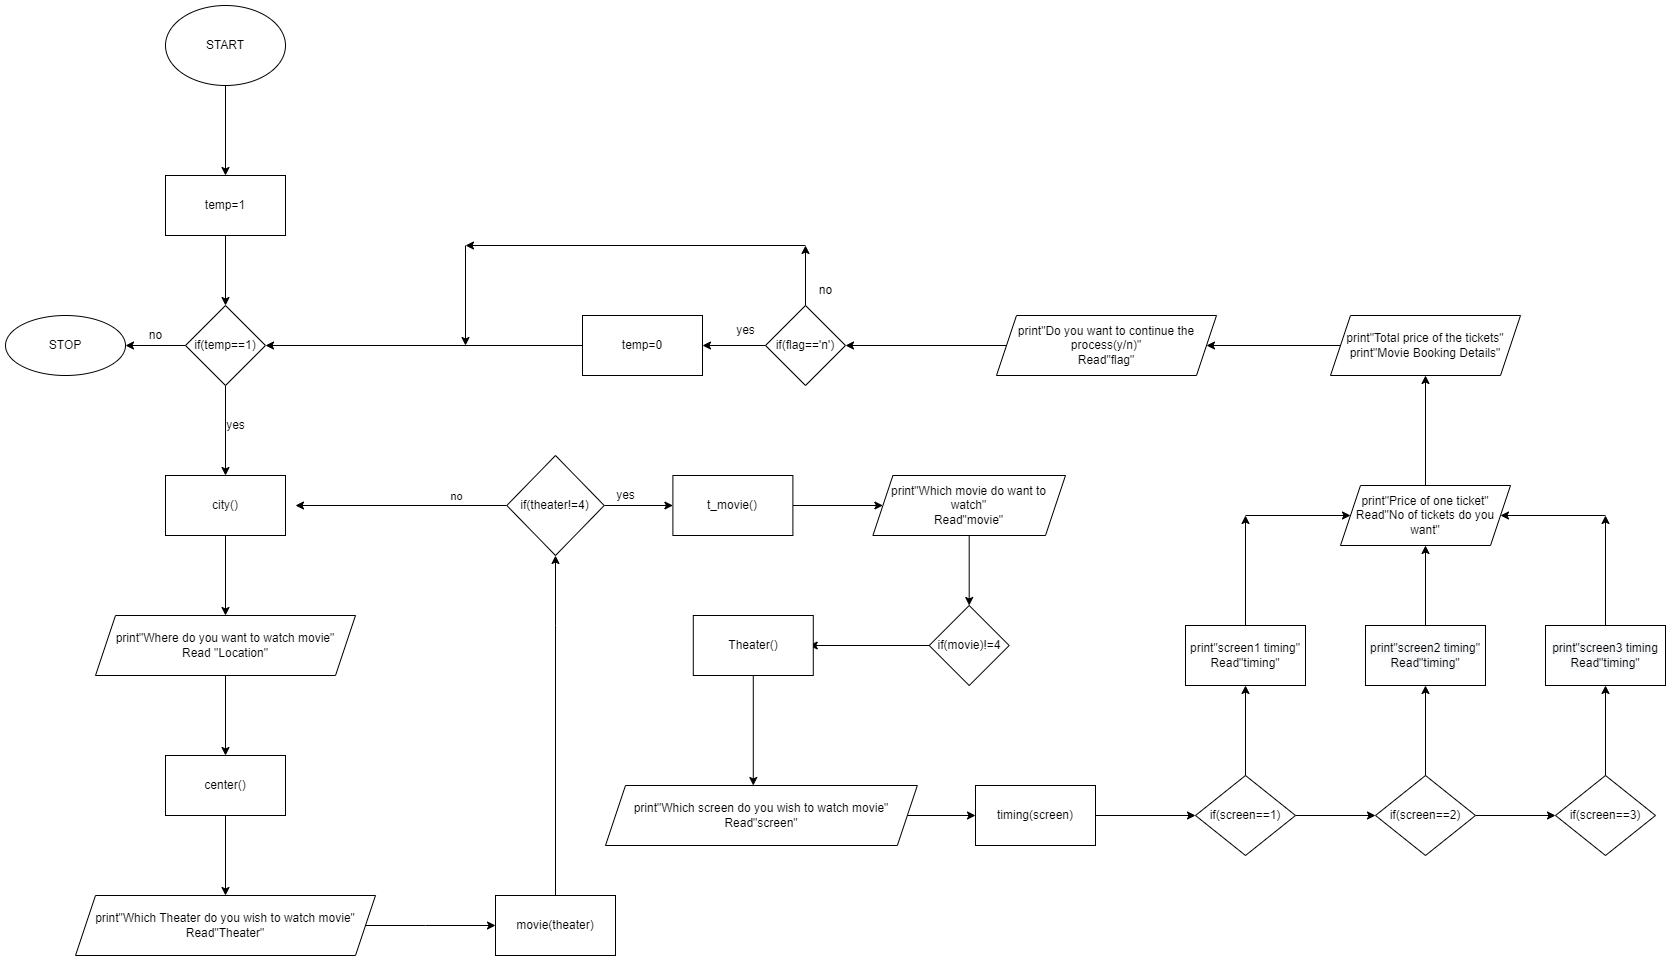 START
temp=1
no
STOP
if(temp==1)
yes
temp=0
yes
no
if(flag=='n')
print"Do you want to continue the
process(y/n)"
Read"flag"
print"Total price of the tickets"
print"Movie Booking Details"
city()
no
if(theater!=4)
yes
t_movie()
print"Which movie do want to
watch"
Read"movie"
print"Price of one ticket"
Read"No of tickets do you
want"
print"Where do you want to watch movie"
Read "Location"
Theater()
if(movie)!=4
print"screen1 timing"
Read"timing"
print"screen2 timing"
Read"timing"
print"screen3 timing
Read"timing"
center()
print"Which screen do you wish to watch movie"
Read"screen"
timing(screen)
if(screen==1)
if(screen==2)
if(screen==3)
print"Which Theater do you wish to watch movie"
Read"Theater"
movie(theater)